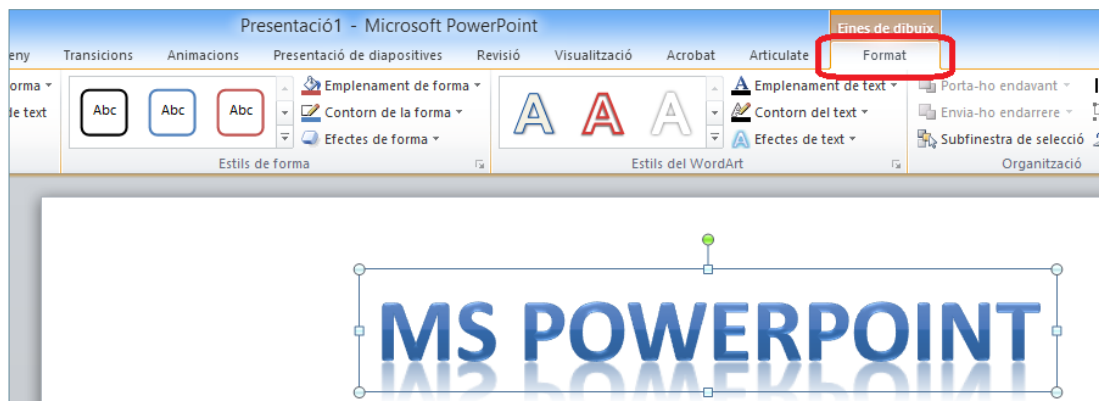 Presentació1 - Microsoft PowerPoint
Eines de dibuix
eny Transicions Animacions Presentació de diapositives Revisió Visualització Acrobat Articulate Format
orma Abc Abc Abc Emplenament de forma A A A A Emplenament de text Porta-ho endavant
de text Contorn de la forma Contorn del text Envia-ho endarrere
Efectes de forma A Efectes de text Subfinestra de selecció
Estils de forma Estils del WordArt Organització
MS POWERPOINT